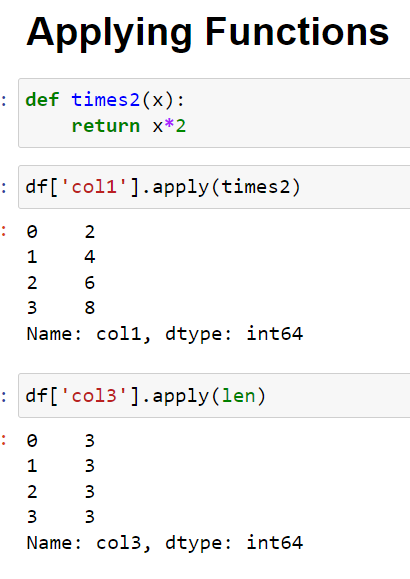 Applying Functions
: def times2(x):
    return x*2
: df['col1'].apply(times2)
: 0    2
1    4
2    6
3    8
Name: col1, dtype: int64
: df['col3'].apply(len)
: 0    3
1    3
2    3
3    3
Name: col3, dtype: int64